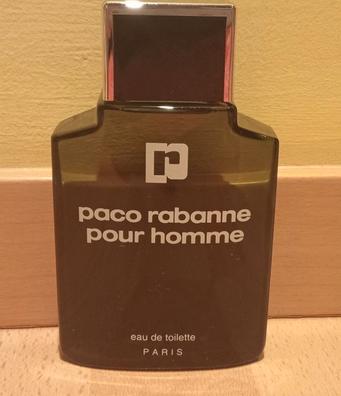 paco rabanne
pour homme
eau de toilette
PARIS